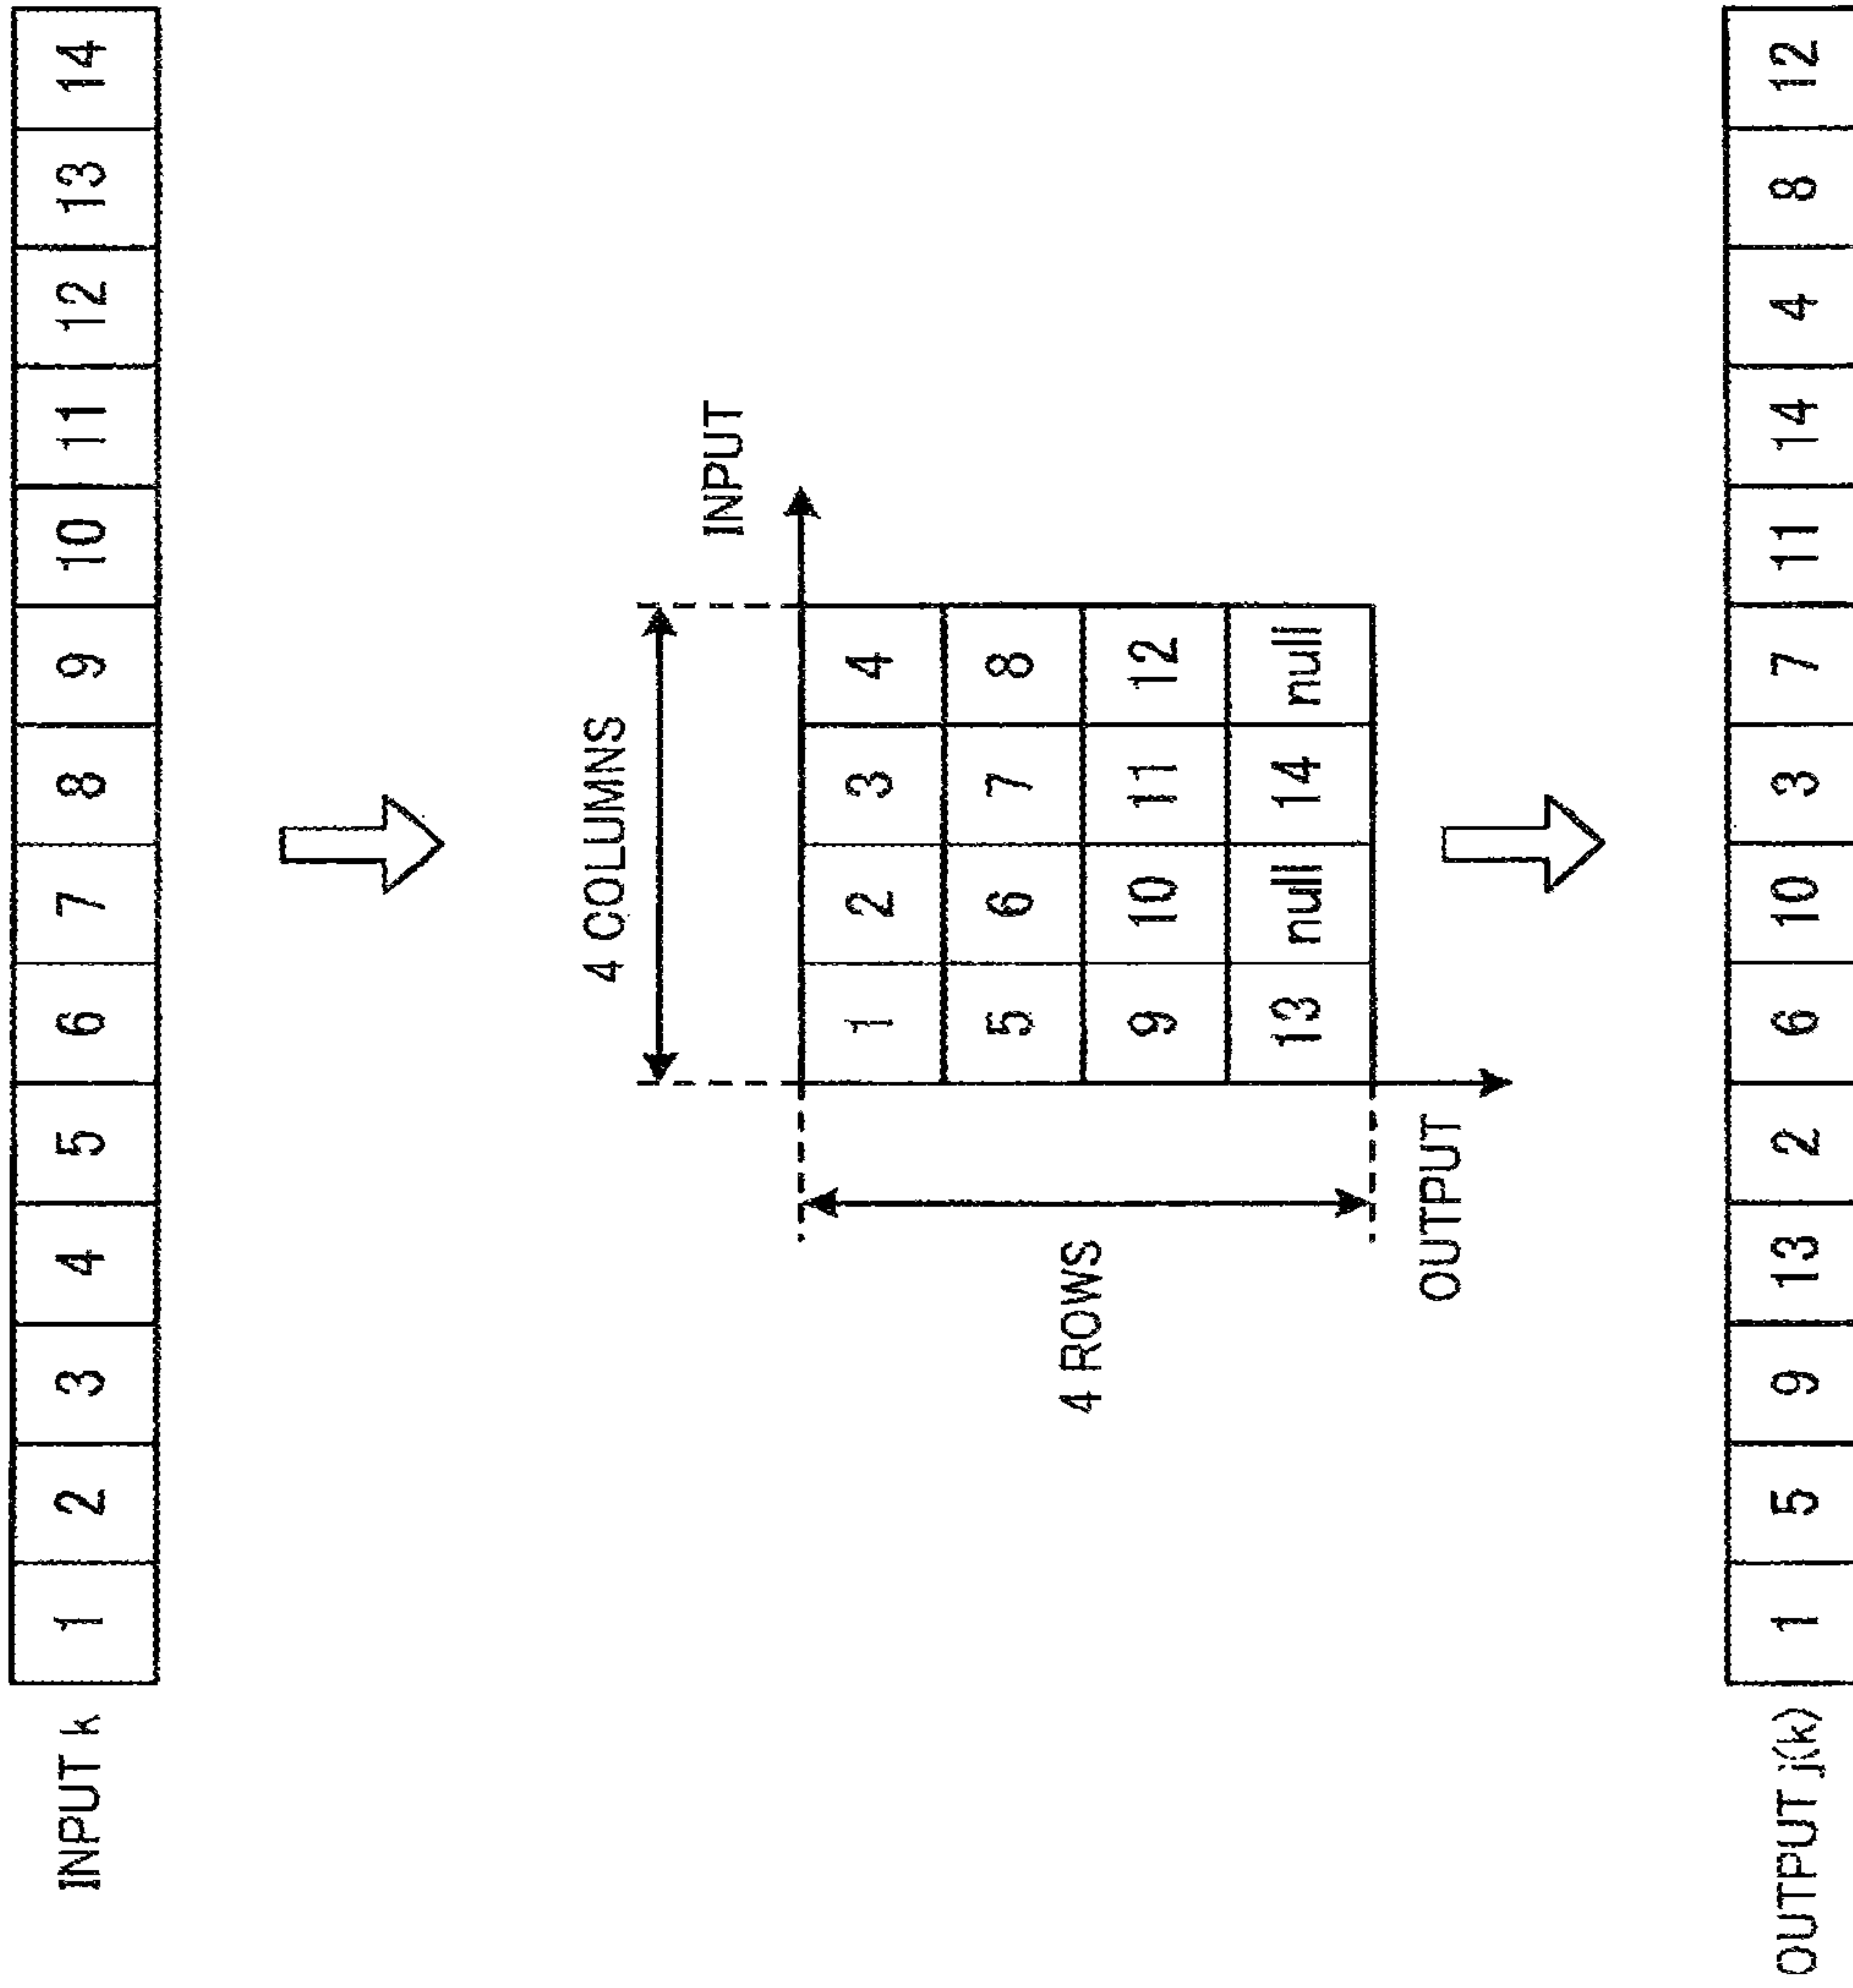 INPUT k 1 2 3 4 5 6 7 8 9 10 11 12 13 14
4 COLUMNS
INPUT
4 ROWS
1 2 3 4
5 6 7 8
9 10 11 12
13 null 14 null
OUTPUT
OUTPUT j(k) 1 5 9 13 2 6 10 3 7 11 14 4 8 12